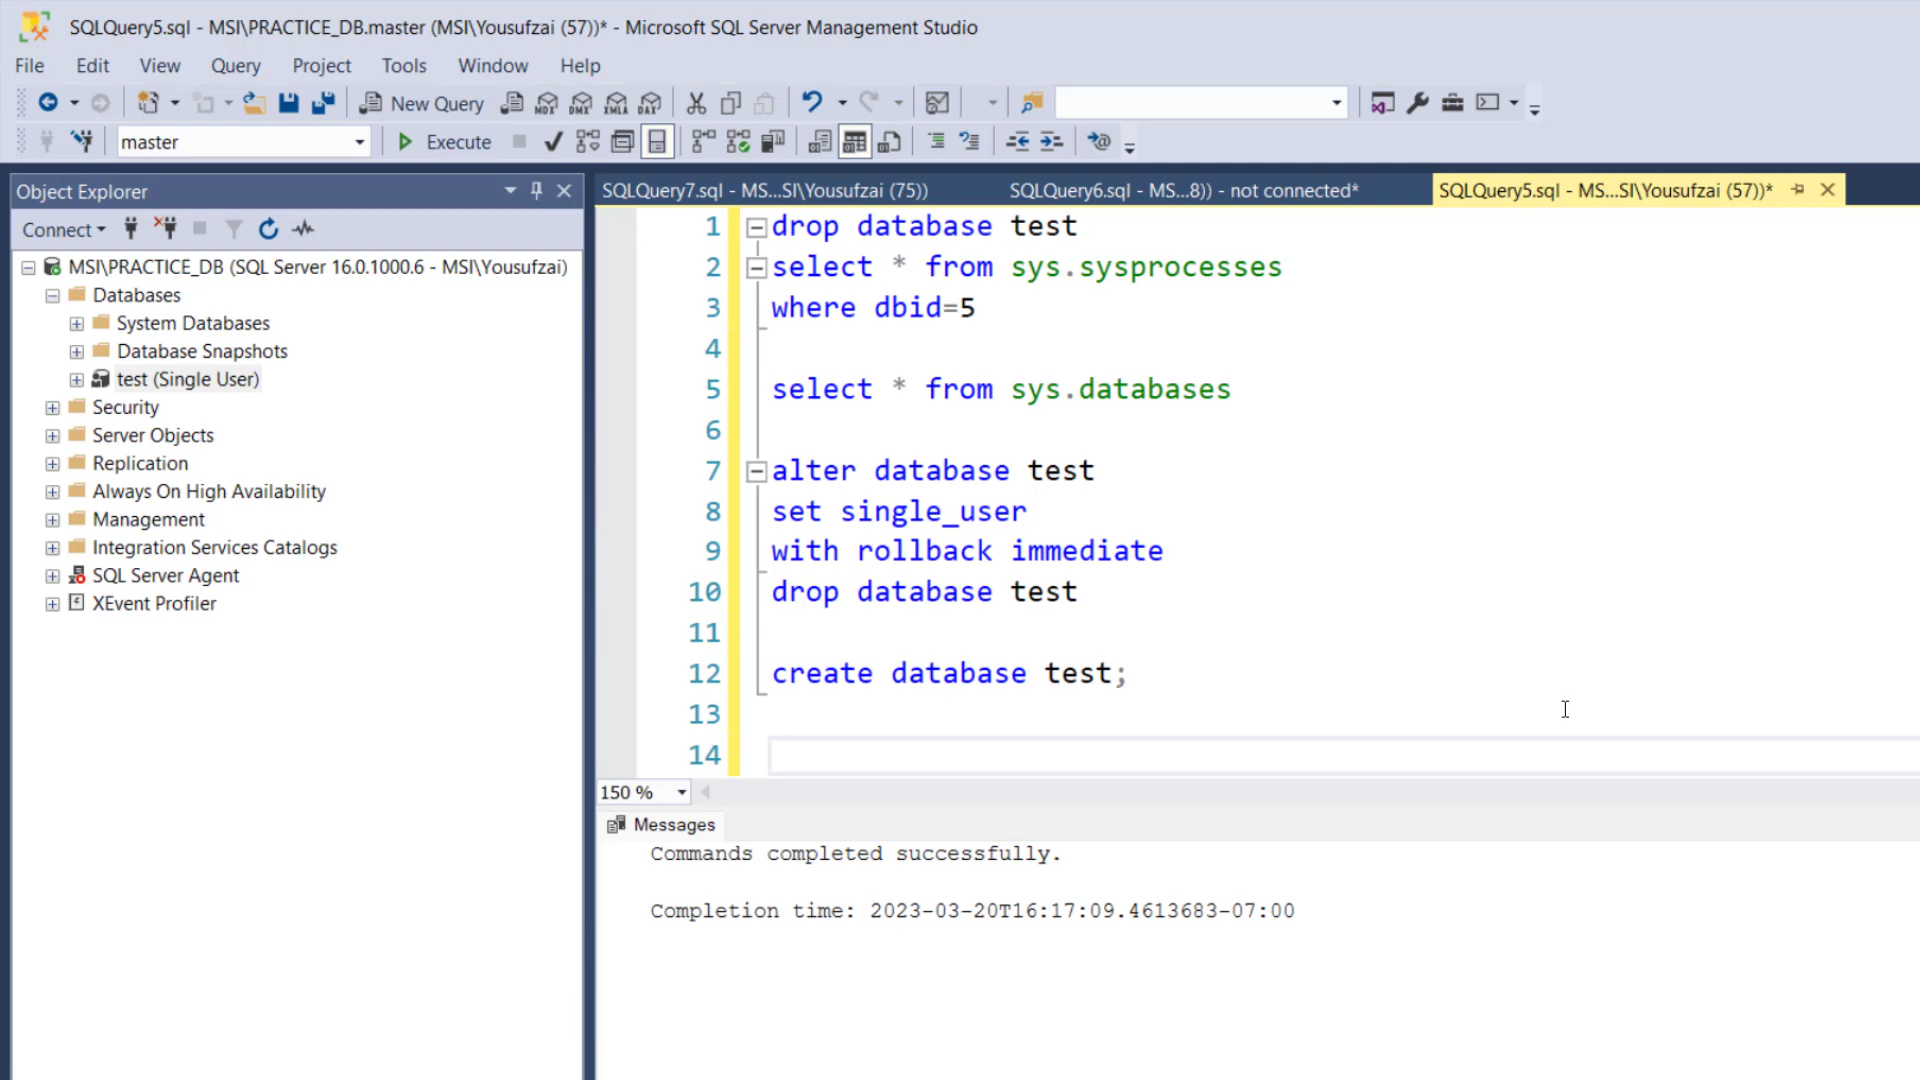 SQLQuery5.sql - MSI\PRACTICE_DB.master (MSI\Yousufzai (57))* - Microsoft SQL Server Management Studio
File Edit View Query Project Tools Window Help
New Query MDX DMX XMLA DAX
master Execute
Object Explorer
Connect
MSI\PRACTICE_DB (SQL Server 16.0.1000.6 - MSI\Yousufzai)
Databases
System Databases
Database Snapshots
test (Single User)
Security
Server Objects
Replication
Always On High Availability
Management
Integration Services Catalogs
SQL Server Agent
XEvent Profiler
SQLQuery7.sql - MS...SI\Yousufzai (75)) SQLQuery6.sql - MS...8)) - not connected* SQLQuery5.sql - MS...SI\Yousufzai (57))*
1 drop database test
2 select * from sys.sysprocesses
3 where dbid=5
4
5 select * from sys.databases
6
7 alter database test
8 set single_user
9 with rollback immediate
10 drop database test
11
12 create database test;
13
14
150 %
Messages
Commands completed successfully.
Completion time: 2023-03-20T16:17:09.4613683-07:00